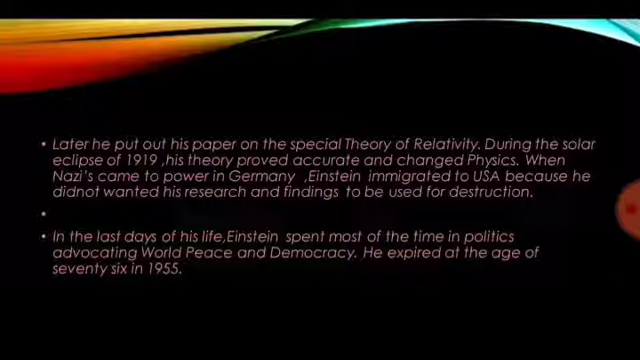 • Later he put out his paper on the special Theory of Relativity. During the solar
eclipse of 1919 ,his theory proved accurate and changed Physics. When
Nazi's came to power in Germany ,Einstein immigrated to USA because he
didnot wanted his research and findings to be used for destruction.
•
• In the last days of his life,Einstein spent most of the time in politics
advocating World Peace and Democracy. He expired at the age of
seventy six in 1955.